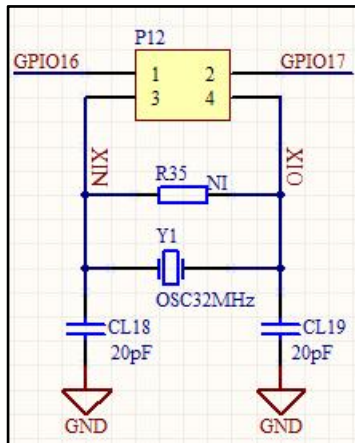 P12
GPIO16
GPIO17
1
2
3
4
XIN
XIO
R35
NI
Y1
OSC32MHz
CL18
20pF
CL19
20pF
GND
GND